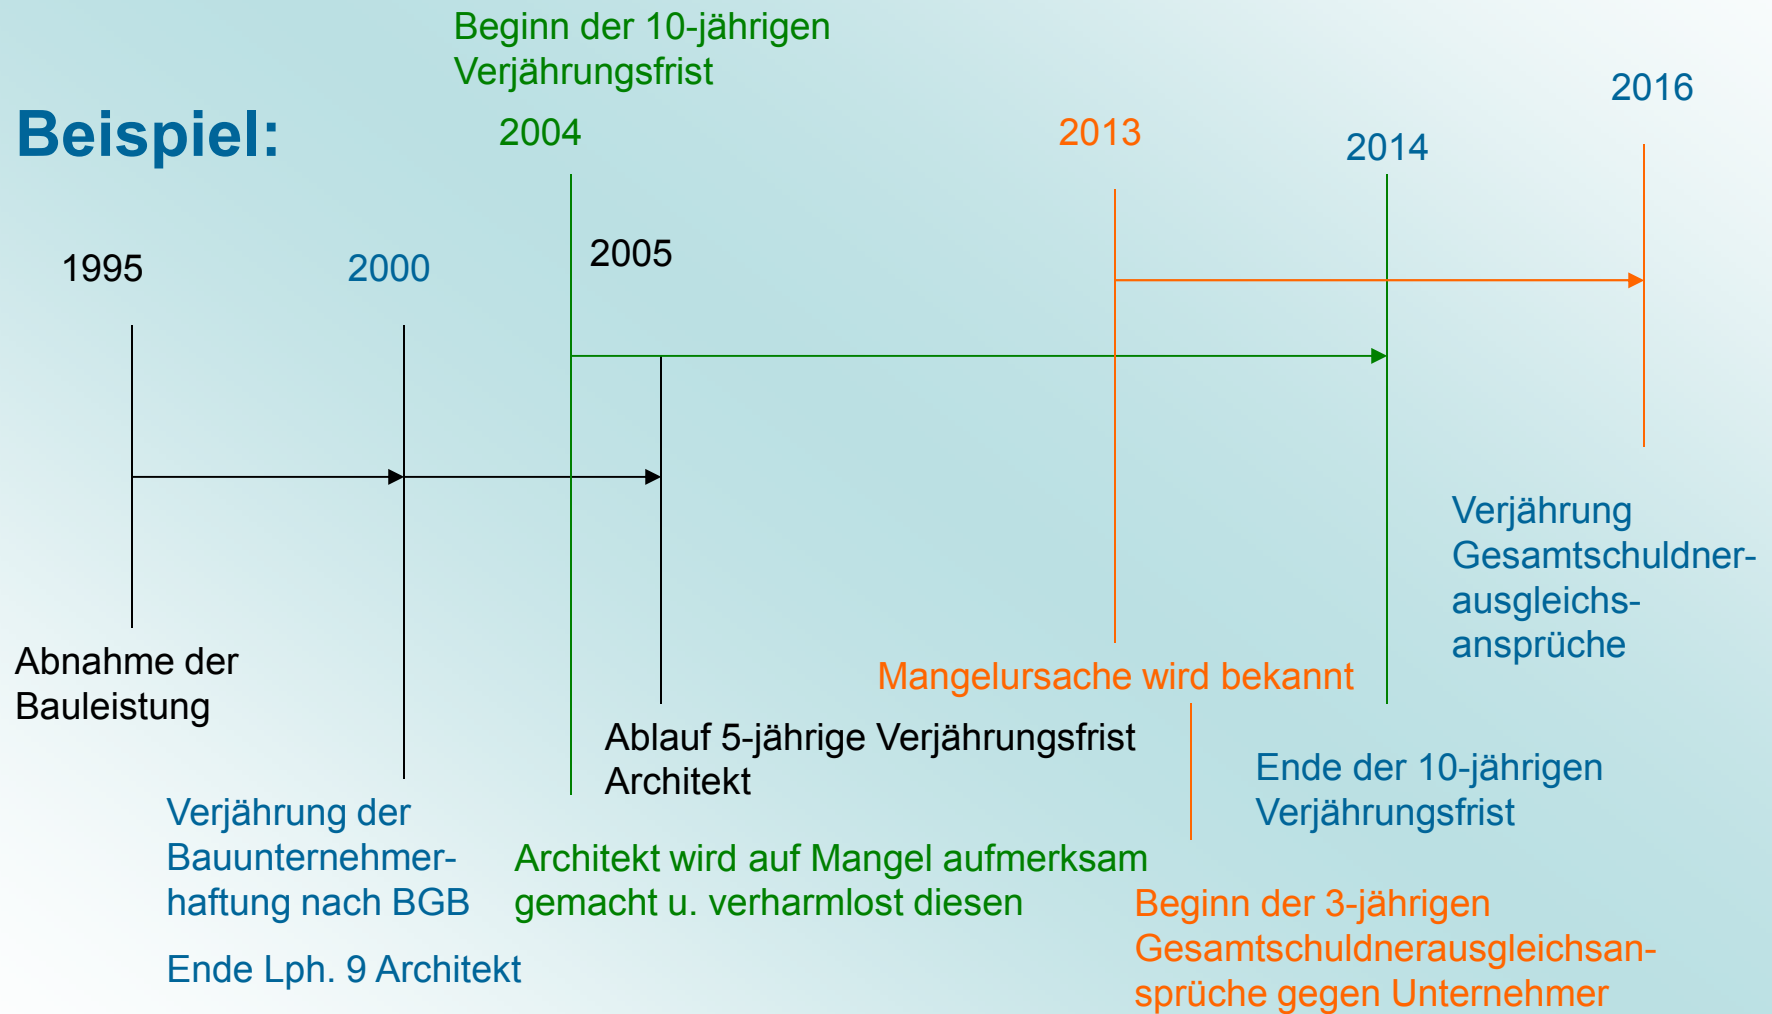 Beginn der 10-jährigen
Verjährungsfrist
Beispiel:
2004
2013
2014
2016
1995
2000
2005
Abnahme der
Bauleistung
Verjährung der
Bauunternehmer-
haftung nach BGB
Ende Lph. 9 Architekt
Ablauf 5-jährige Verjährungsfrist
Architekt
Architekt wird auf Mangel aufmerksam
gemacht u. verharmlost diesen
Mangelursache wird bekannt
Beginn der 3-jährigen
Gesamtschuldnerausgleichsan-
sprüche gegen Unternehmer
Ende der 10-jährigen
Verjährungsfrist
Verjährung
Gesamtschuldner-
ausgleichs-
ansprüche